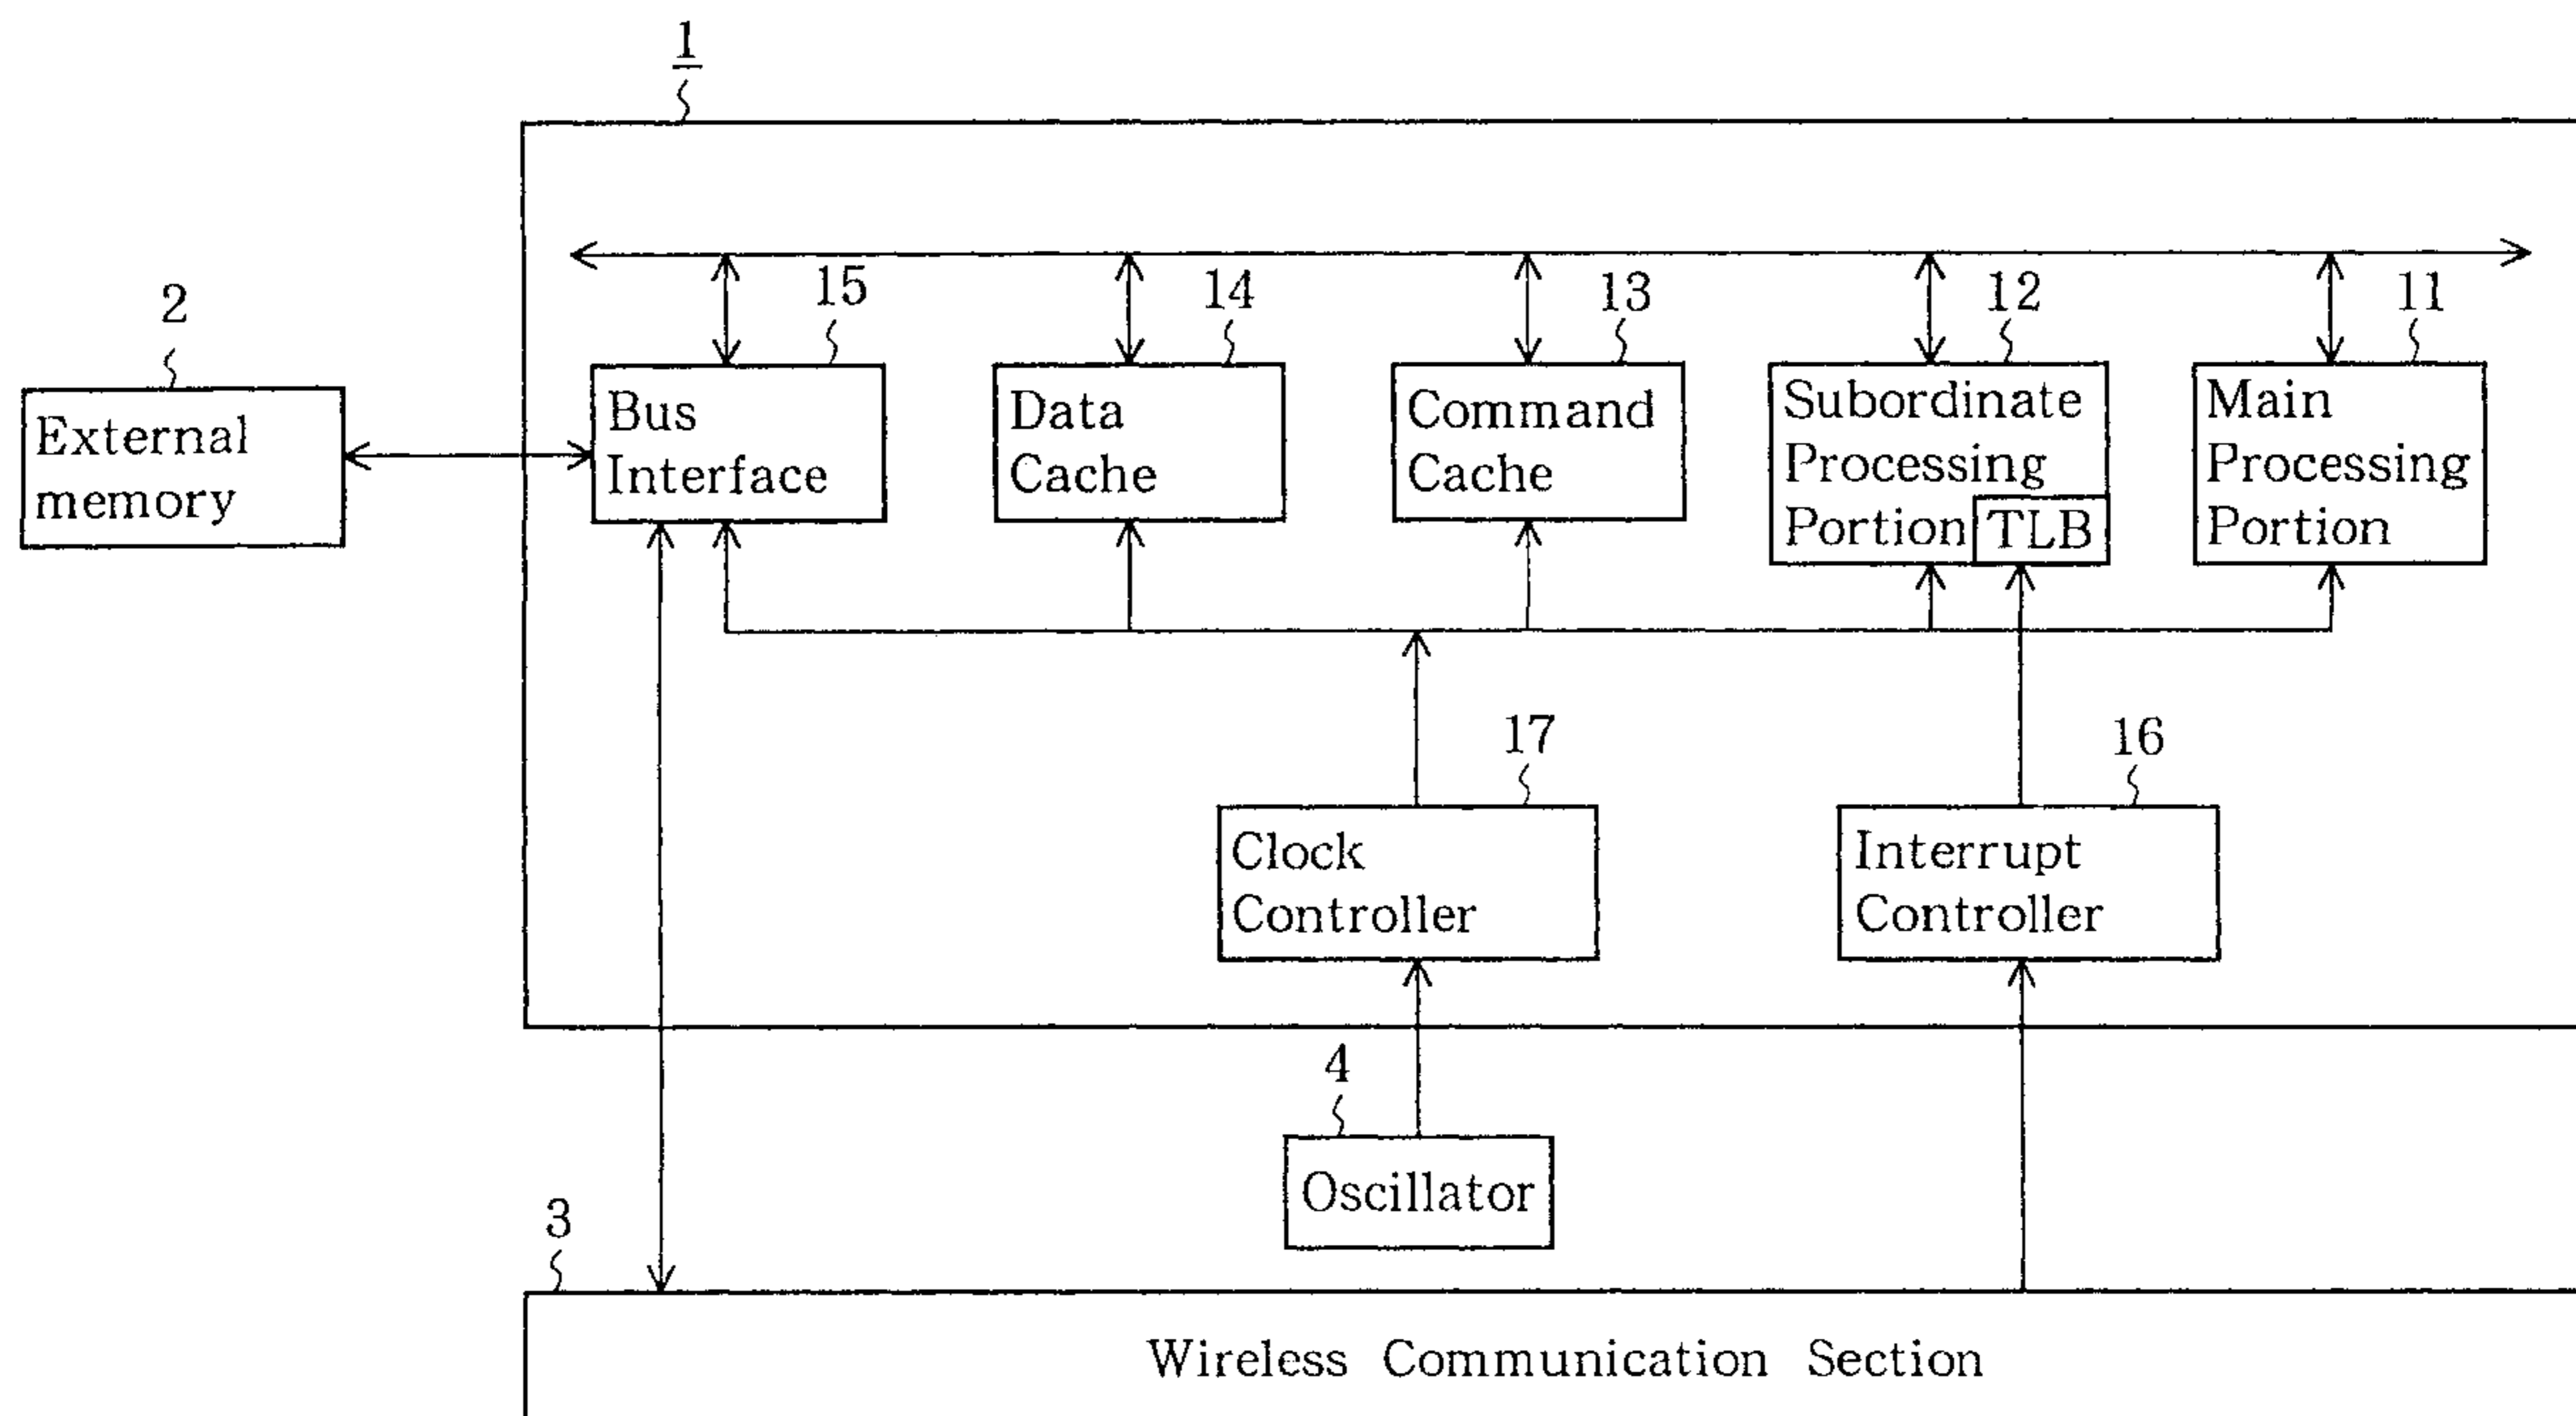 1
15
14
13
12
11
2
External
memory
Bus
Interface
Data
Cache
Command
Cache
Subordinate
Processing
Portion
TLB
Main
Processing
Portion
17
16
Clock
Controller
Interrupt
Controller
4
Oscillator
3
Wireless Communication Section